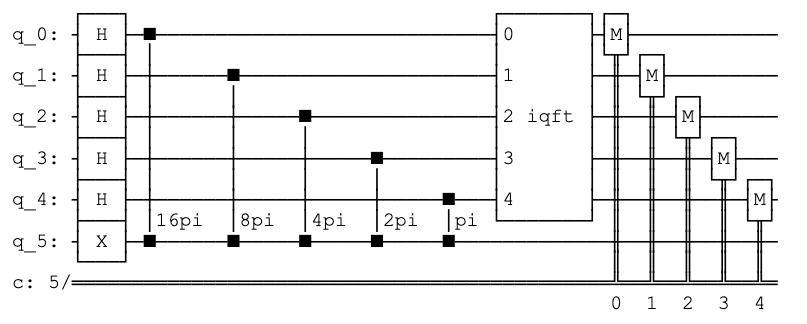 q_0: H 0 M
q_1: H 1 M
q_2: H 2 iqft M
q_3: H 3 M
q_4: H 4 M
16pi 8pi 4pi 2pi pi
q_5: X
c: 5/
0 1 2 3 4